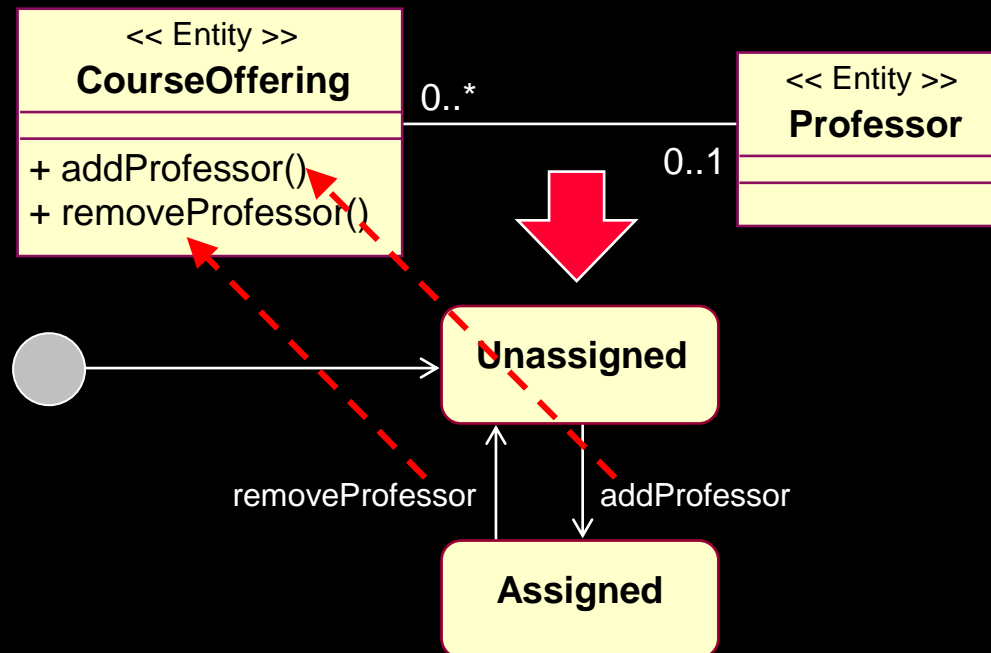 << Entity >>
CourseOffering
+ addProfessor()
+ removeProfessor()
0..*
0..1
<< Entity >>
Professor
Unassigned
removeProfessor
addProfessor
Assigned